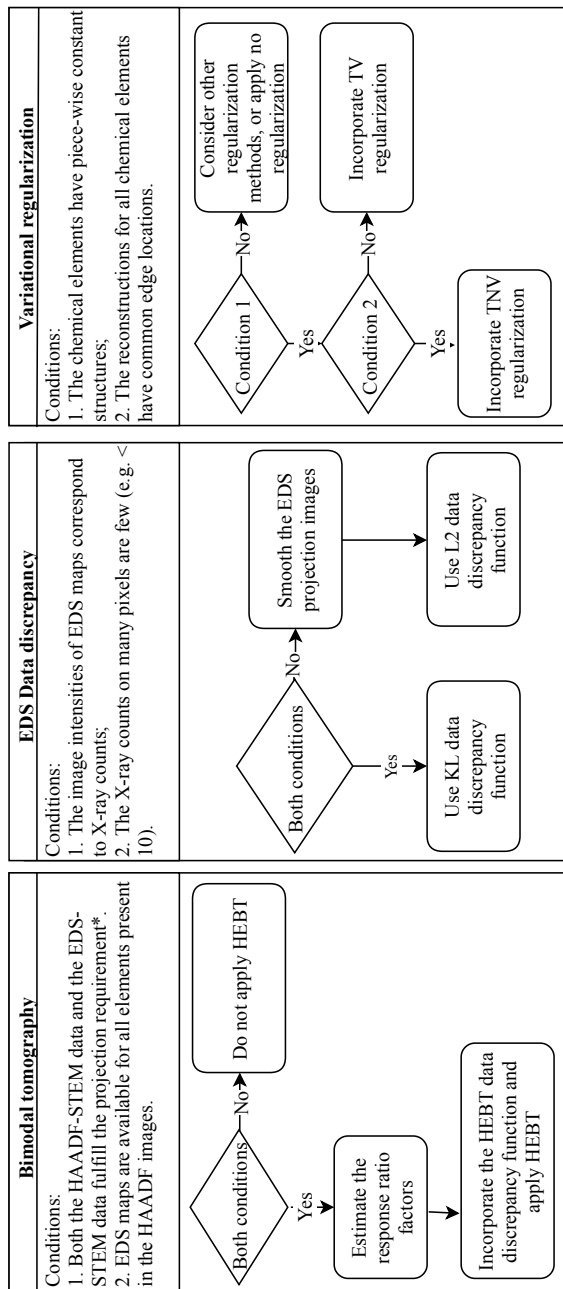 Bimodal tomography
Conditions:
1. Both the HAADF-STEM data and the EDS-
STEM data fulfill the projection requirement*.
2. EDS maps are available for all elements present
in the HAADF images.
Both conditions
No
Do not apply HEBT
Yes
Estimate the
response ratio
factors
Incorporate the HEBT data
discrepancy function and
apply HEBT
EDS Data discrepancy
Conditions:
1. The image intensities of EDS maps correspond
to X-ray counts;
2. The X-ray counts on many pixels are few (e.g. <
10).
Both conditions
No
Smooth the EDS
projection images
Yes
Use KL data
discrepancy
function
Use L2 data
discrepancy
function
Variational regularization
Conditions:
1. The chemical elements have piece-wise constant
structures;
2. The reconstructions for all chemical elements
have common edge locations.
Condition 1
No
Consider other
regularization
methods, or apply no
regularization
Yes
Condition 2
No
Incorporate TV
regularization
Yes
Incorporate TNV
regularization